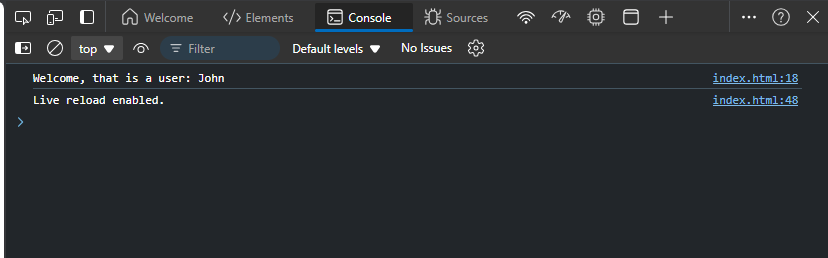 Welcome Elements Console Sources
top Filter Default levels No Issues
Welcome, that is a user: John index.html:18
Live reload enabled. index.html:48